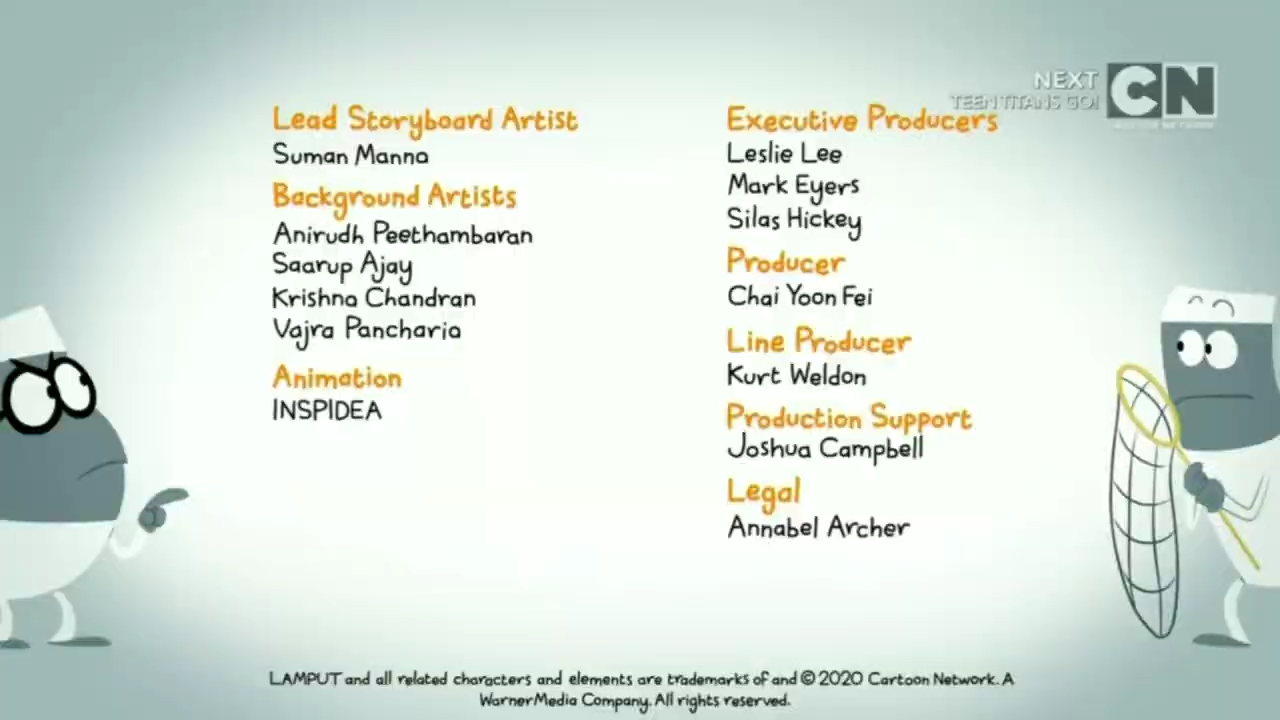 NEXT
TEEN TITANS GO!
CN
Lead Storyboard Artist
Suman Manna
Background Artists
Anirudh Peethambaran
Saarup Ajay
Krishna Chandran
Vajra Pancharia
Animation
INSPIDEA
Executive Producers
Leslie Lee
Mark Eyers
Silas Hickey
Producer
Chai Yoon Fei
Line Producer
Kurt Weldon
Production Support
Joshua Campbell
Legal
Annabel Archer
LAMPUT and all related characters and elements are trademarks of and © 2020 Cartoon Network. A
WarnerMedia Company. All rights reserved.